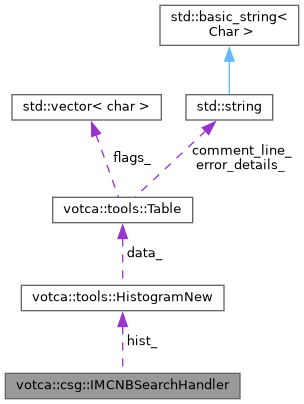 std::basic_string<
Char >
std::vector< char >
std::string
flags_
comment_line_
error_details_
votca::tools::Table
data_
votca::tools::HistogramNew
hist_
votca::csg::IMCNBSearchHandler